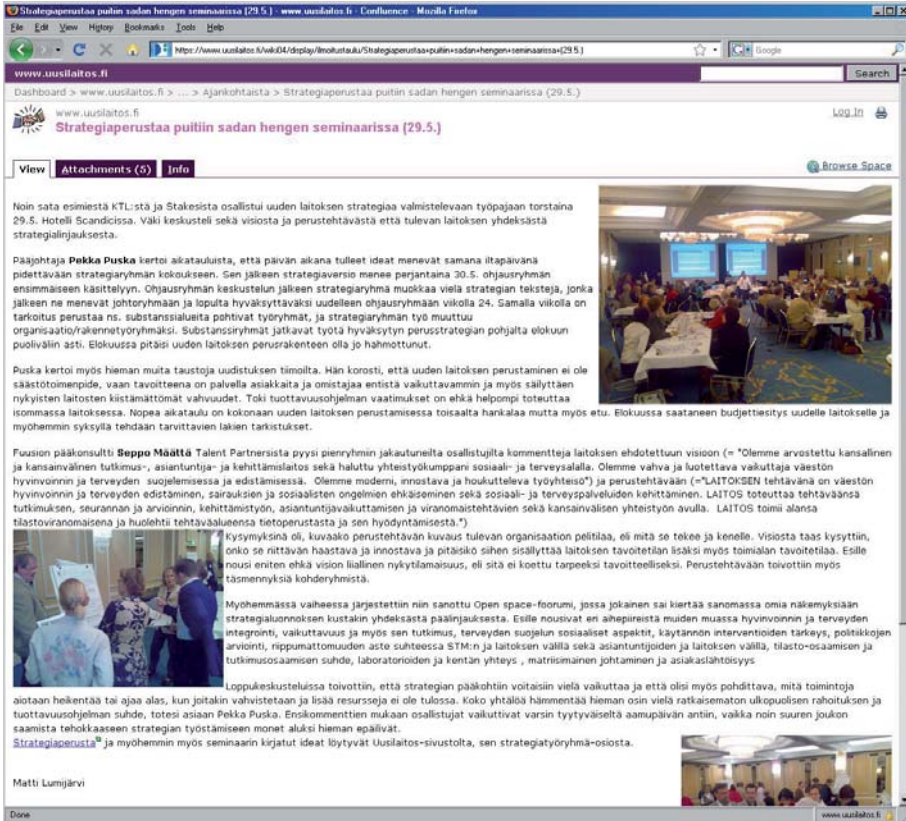 Strategiaperustaa puitiin sadan hengen seminaarissa (29.5.) - www.uusilaitos.fi - Confluence - Mozilla Firefox
File Edit View History Bookmarks Tools Help
https://www.uusilaitos.fi/wiki04/display/ilmoitustaulu/Strategiaperustaa+puitiin+sadan+hengen+seminaarissa+(29.5.)
Google
www.uusilaitos.fi
Search
Dashboard > www.uusilaitos.fi > ... > Ajankohtaista > Strategiaperustaa puitiin sadan hengen seminaarissa (29.5.)
www.uusilaitos.fi
Log In
Strategiaperustaa puitiin sadan hengen seminaarissa (29.5.)
View Attachments (5) Info
Browse Space
Noin sata esimiestä KTL:stä ja Stakesista osallistui uuden laitoksen strategiaa valmistelevaan työpajaan torstaina
29.5. Hotelli Scandicissa. Väki keskusteli sekä visiosta ja perustehtävästä että tulevan laitoksen yhdeksästä
strategialinjauksesta.
Pääjohtaja Pekka Puska kertoi aikatauluista, että päivän aikana tulleet ideat menevät samana iltapäivänä
pidettävään strategiaryhmän kokoukseen. Sen jälkeen strategiaversio menee perjantaina 30.5. ohjausryhmän
ensimmäiseen käsittelyyn. Ohjausryhmän keskustelun jälkeen strategiaryhmä muokkaa vielä strategian tekstejä, jonka
jälkeen ne menevät johtoryhmään ja lopulta hyväksyttäväksi uudelleen ohjausryhmään viikolla 24. Samalla viikolla on
tarkoitus perustaa ns. substanssialueita pohtivat työryhmät, ja strategiaryhmän työ muuttuu
organisaatio/rakennetyöryhmäksi. Substanssiryhmät jatkavat työtä hyväksytyn perusstrategian pohjalta elokuun
puoliväliin asti. Elokuussa pitäisi uuden laitoksen perusrakenteen olla jo hahmottunut.
Puska kertoi myös hieman muita taustoja uudistuksen tiimoilta. Hän korosti, että uuden laitoksen perustaminen ei ole
säästötoimenpide, vaan tavoitteena on palvella asiakkaita ja omistajaa entistä vaikuttavammin ja myös säilyttäen
nykyisten laitosten kiistämättömät vahvuudet. Toki tuottavuusohjelman vaatimukset on ehkä helpompi toteuttaa
isommassa laitoksessa. Nopea aikataulu on kokonaan uuden laitoksen perustamisessa toisaalta hankalaa mutta myös etu. Elokuussa saataneen budjettiesitys uudelle laitokselle ja
myöhemmin syksyllä tehdään tarvittavien lakien tarkistukset.
Fuusion pääkonsultti Seppo Määttä Talent Partnersista pyysi pienryhmin jakautuneilta osallistujilta kommentteja laitoksen ehdotettuun visioon (= "Olemme arvostettu kansallinen
ja kansainvälinen tutkimus-, asiantuntija- ja kehittämislaitos sekä haluttu yhteistyökumppani sosiaali- ja terveysalalla. Olemme vahva ja luotettava vaikuttaja väestön
hyvinvoinnin ja terveyden suojelemisessa ja edistämisessä. Olemme moderni, innostava ja houkutteleva työyhteisö") ja perustehtävään (="LAITOKSEN tehtävänä on väestön
hyvinvoinnin ja terveyden edistäminen, sairauksien ja sosiaalisten ongelmien ehkäiseminen sekä sosiaali- ja terveyspalveluiden kehittäminen. LAITOS toteuttaa tehtäväänsä
tutkimuksen, seurannan ja arvioinnin, kehittämistyön, asiantuntijavaikuttamisen ja viranomaistehtävien sekä kansainvälisen yhteistyön avulla. LAITOS toimii alansa
tilastoviranomaisena ja huolehtii tehtäväalueensa tietoperustasta ja sen hyödyntämisestä.")
Kysymyksinä oli, kuvaako perustehtävän kuvaus tulevan organisaation pelitilaa, eli mitä se tekee ja kenelle. Visiosta taas kysyttiin,
onko se riittävän haastava ja innostava ja pitäisikö siihen sisällyttää laitoksen tavoitetilan lisäksi myös toimialan tavoitetilaa. Esille
nousi eniten ehkä vision liiallinen nykytilamaisuus, eli sitä ei koettu tarpeeksi tavoitteelliseksi. Perustehtävään toivottiin myös
täsmennyksiä kohderyhmistä.
Myöhemmässä vaiheessa järjestettiin niin sanottu Open space-foorumi, jossa jokainen sai kiertää sanomassa omia näkemyksiään
strategialuonnoksen kustakin yhdeksästä päälinjauksesta. Esille nousivat eri aihepiireistä muiden muassa hyvinvoinnin ja terveyden
integrointi, vaikuttavuus ja myös sen tutkimus, terveyden suojelun sosiaaliset aspektit, käytännön interventioiden tärkeys, politiikkojen
arviointi, riippumattomuuden aste suhteessa STM:n ja laitoksen välillä sekä asiantuntijoiden ja laitoksen välillä, tilasto-osaamisen ja
tutkimusosaamisen suhde, laboratorioiden ja kentän yhteys , matriisimainen johtaminen ja asiakaslähtöisyys
Loppukeskusteluissa toivottiin, että strategian pääkohtiin voitaisiin vielä vaikuttaa ja että olisi myös pohdittava, mitä toimintoja
aiotaan heikentää tai ajaa alas, kun joitakin vahvistetaan ja lisää resursseja ei ole tulossa. Koko yhtälöä hämmentää hieman osin vielä ratkaisematon ulkopuolisen rahoituksen ja
tuottavuusohjelman suhde, totesi asiaan Pekka Puska. Ensikommenttien mukaan osallistujat vaikuttivat varsin tyytyväiseltä aamupäivän antiin, vaikka noin suuren joukon
saamista tehokkaaseen strategian työstämiseen monet aluksi hieman epäilivät.
Strategiaperusta ja myöhemmin myös seminaarin kirjatut ideat löytyvät Uusilaitos-sivustolta, sen strategiatyöryhmä-osiosta.
Matti Lumijärvi
Done
www.uusilaitos.fi